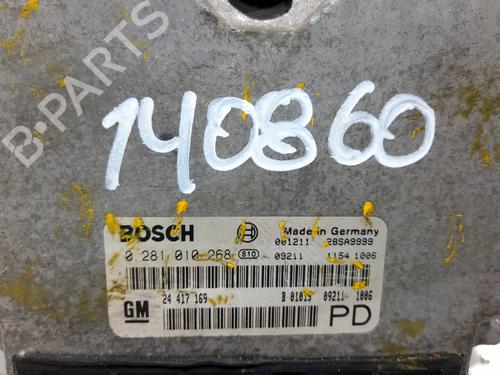 B-PARTS
140860
BOSCH Made in Germany
001211 28SA9999
0 281 010 268 810 09211 1154 1006
GM 24 417 169 B 01015 09211 1006
PD